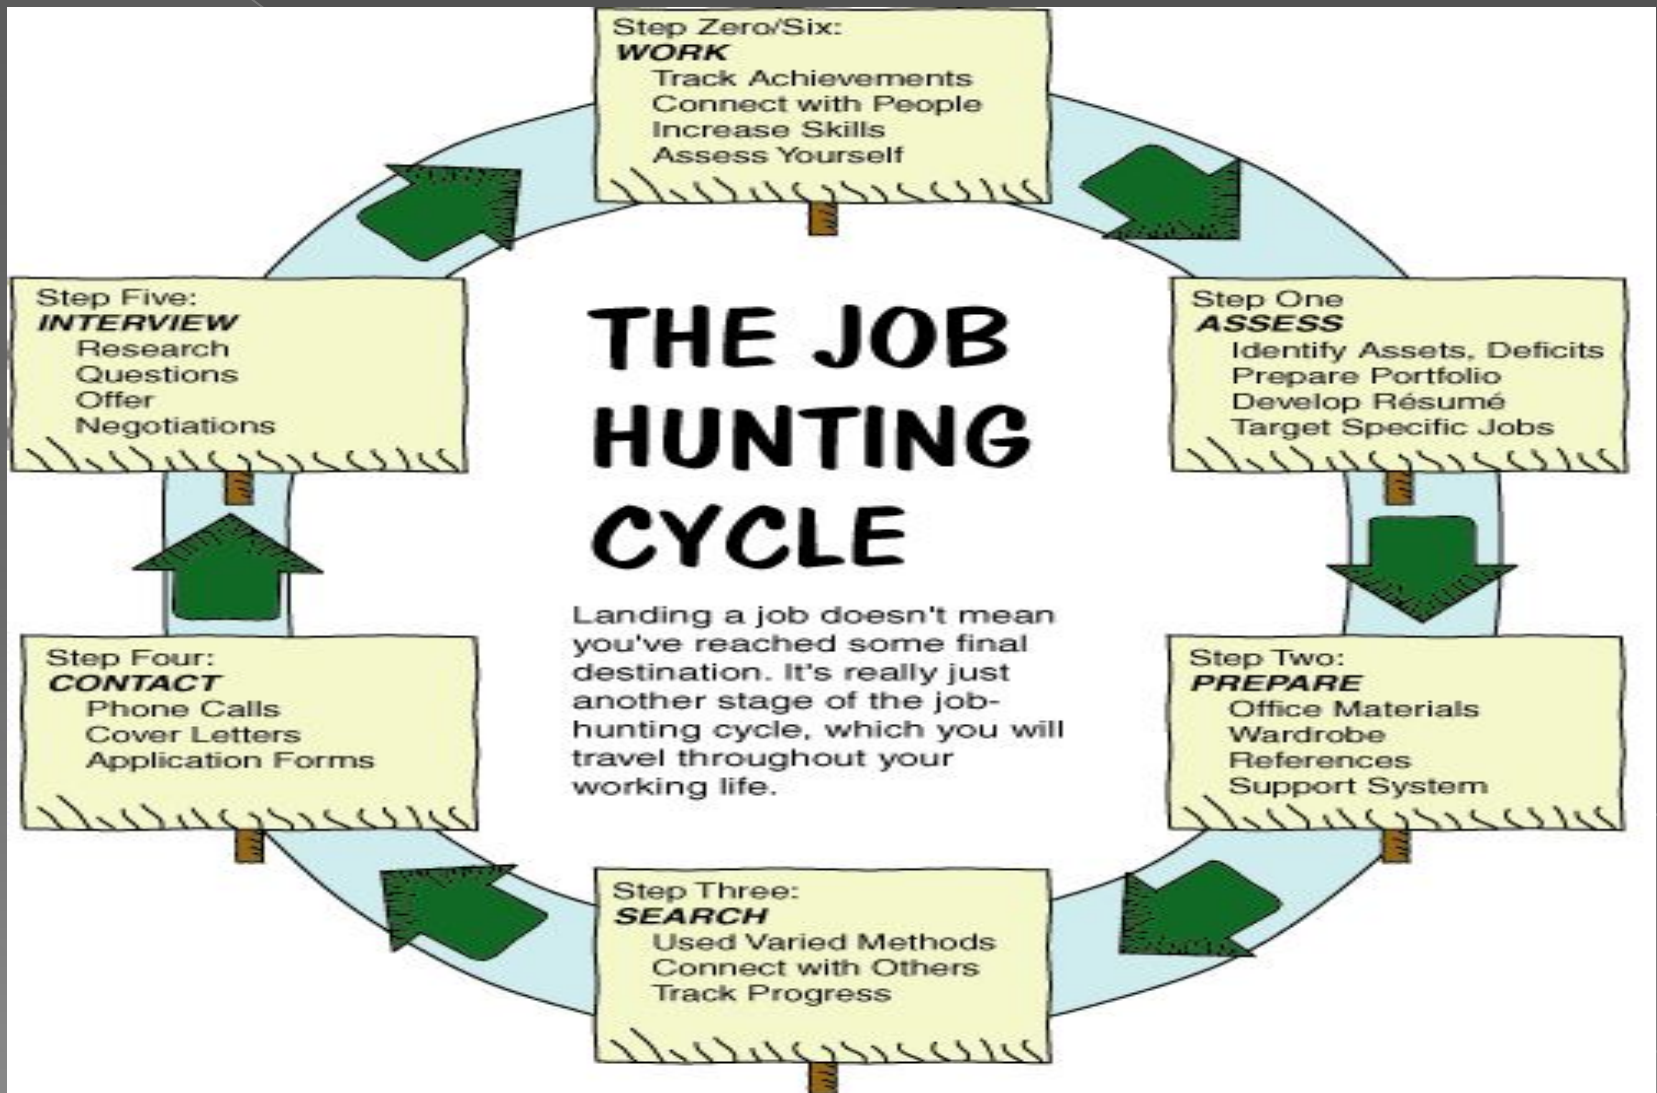 Step Zero/Six:
WORK
Track Achievements
Connect with People
Increase Skills
Assess Yourself
Step One
ASSESS
Identify Assets, Deficits
Prepare Portfolio
Develop Résumé
Target Specific Jobs
Step Two:
PREPARE
Office Materials
Wardrobe
References
Support System
Step Three:
SEARCH
Used Varied Methods
Connect with Others
Track Progress
Step Four:
CONTACT
Phone Calls
Cover Letters
Application Forms
Step Five:
INTERVIEW
Research
Questions
Offer
Negotiations
THE JOB
HUNTING
CYCLE
Landing a job doesn't mean
you've reached some final
destination. It's really just
another stage of the job-
hunting cycle, which you will
travel throughout your
working life.